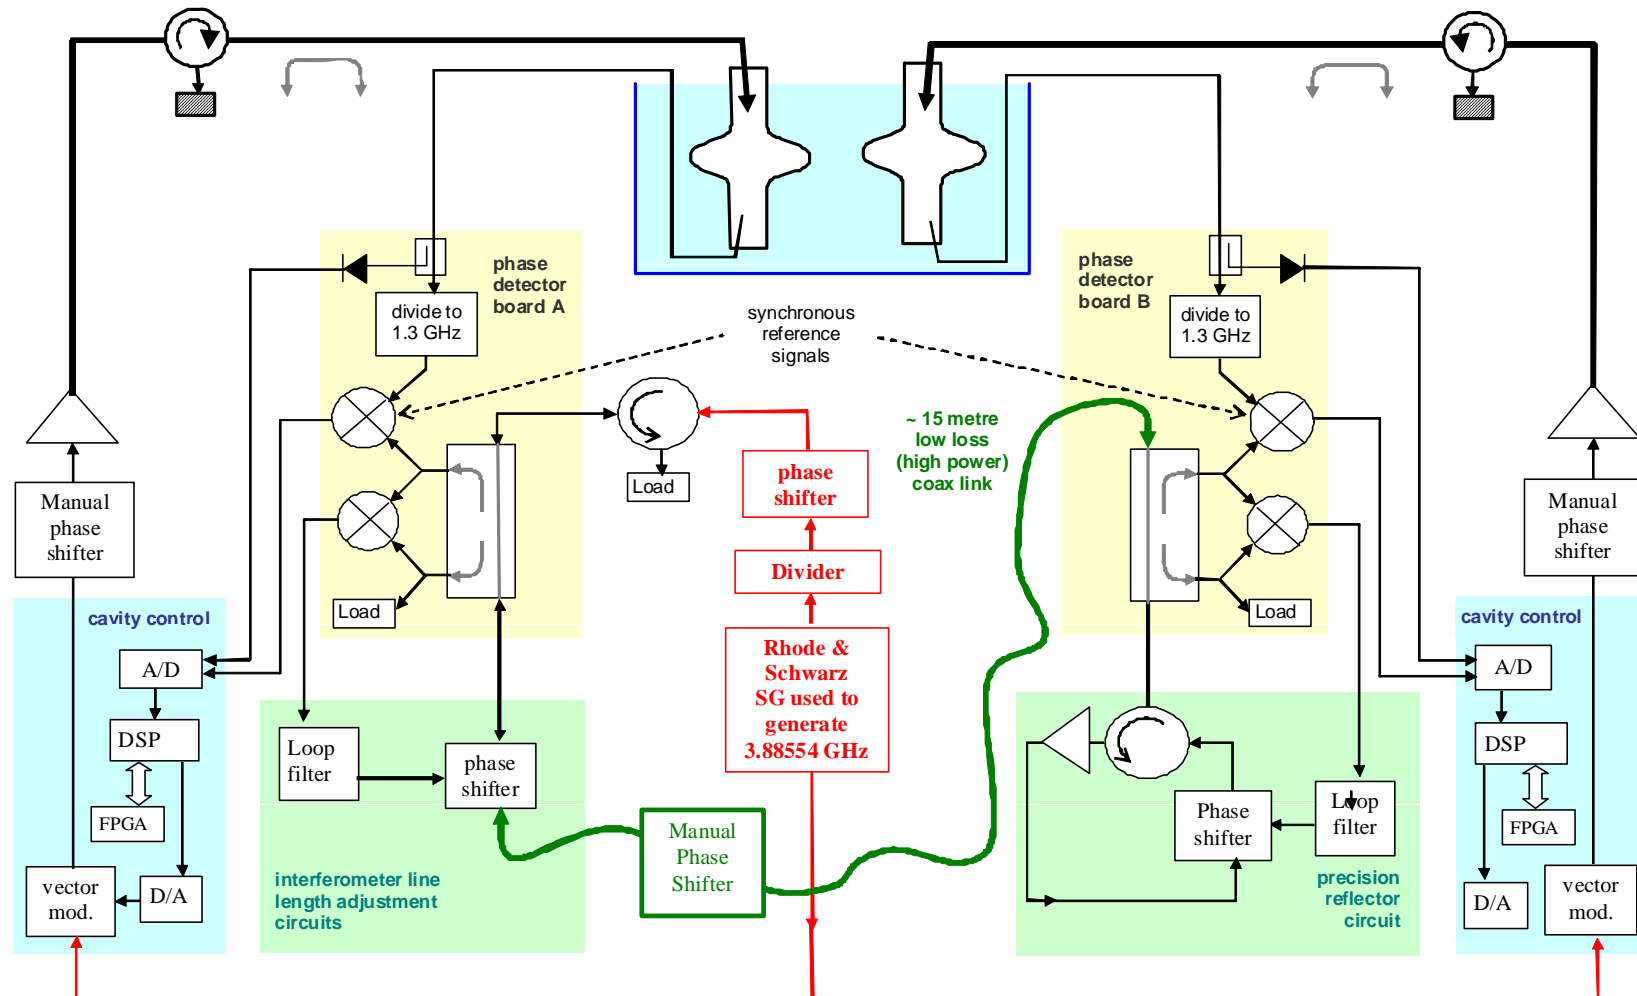 phase
detector
board A
divide to
1.3 GHz
synchronous
reference
signals
phase
detector
board B
divide to
1.3 GHz
Manual
phase
shifter
Load
phase
shifter
~ 15 metre
low loss
(high power)
coax link
Manual
phase
shifter
Divider
Load
Load
cavity control
A/D
DSP
FPGA
vector
mod.
D/A
Rhode &
Schwarz
SG used to
generate
3.88554 GHz
cavity control
A/D
DSP
FPGA
D/A
vector
mod.
Loop
filter
phase
shifter
interferometer line
length adjustment
circuits
Manual
Phase
Shifter
Phase
shifter
Loop
filter
precision
reflector
circuit